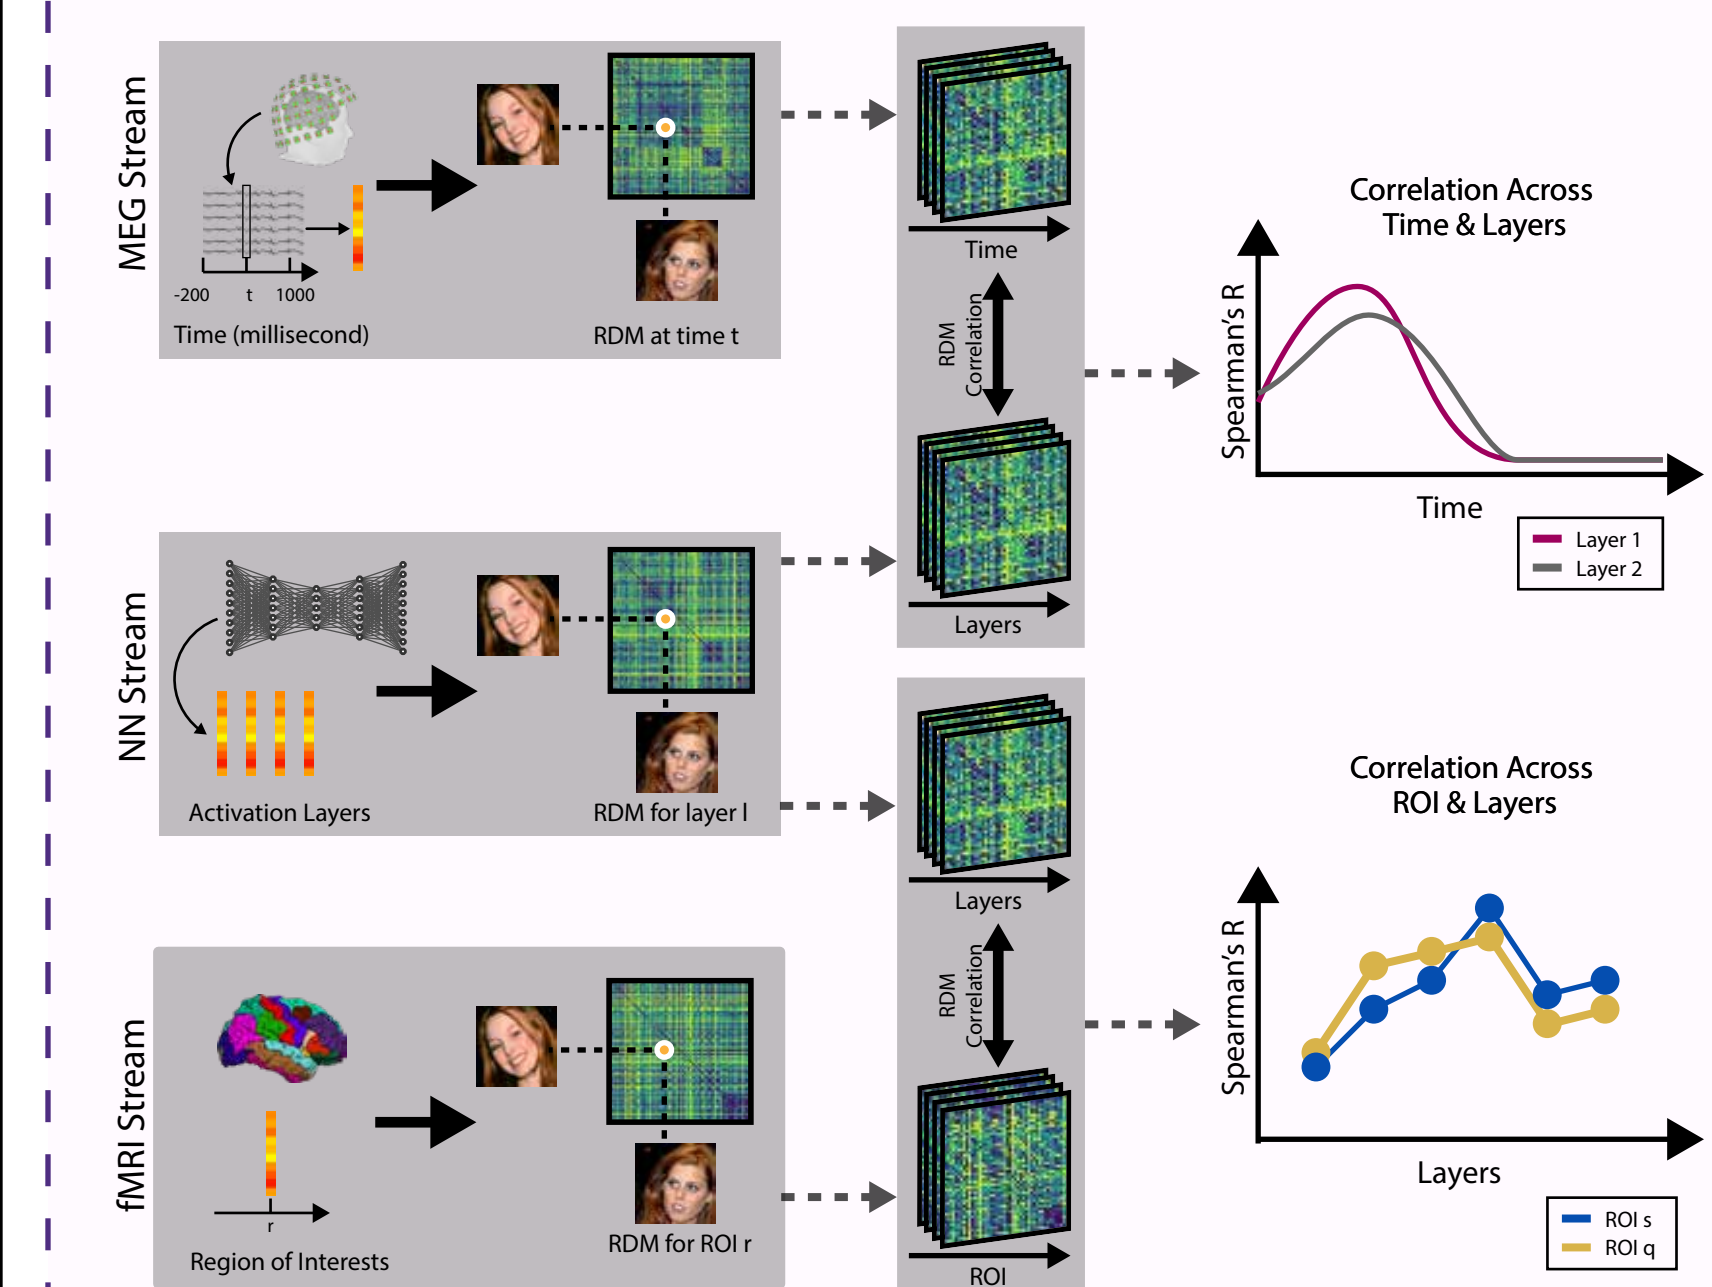 MEG Stream
-200
t
1000
Time (millisecond)
RDM at time t
Time
RDM
Correlation
Layers
Correlation Across
Time & Layers
Spearman's R
Time
Layer 1
Layer 2
NN Stream
Activation Layers
RDM for layer l
Layers
RDM
Correlation
ROI
Correlation Across
ROI & Layers
Spearman's R
Layers
ROI s
ROI q
fMRI Stream
r
Region of Interests
RDM for ROI r